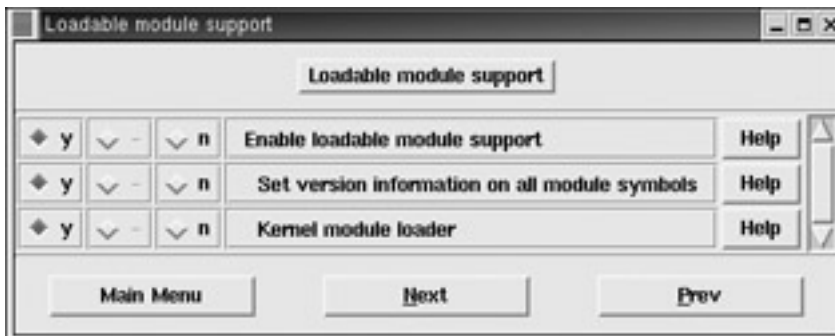 Loadable module support
Loadable module support
y - n Enable loadable module support Help
y - n Set version information on all module symbols Help
y - n Kernel module loader Help
Main Menu Next Prev